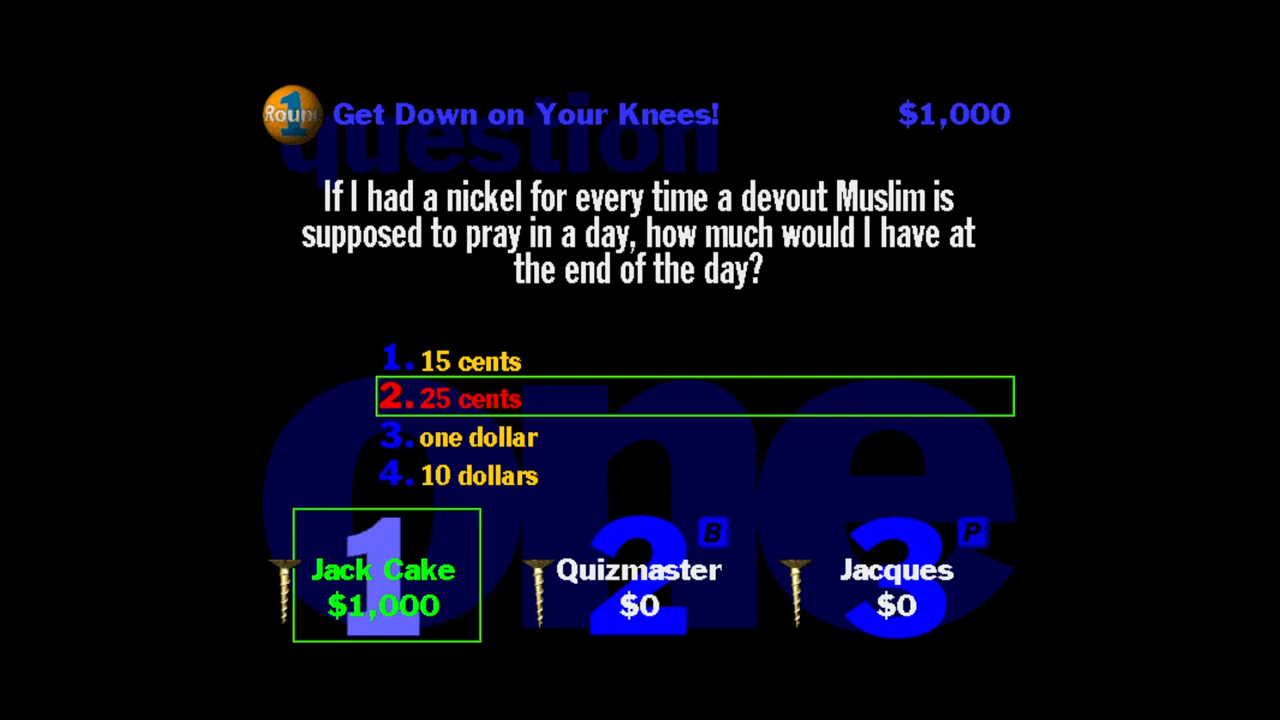 Round 1 Get Down on Your Knees! $1,000
question
If I had a nickel for every time a devout Muslim is
supposed to pray in a day, how much would I have at
the end of the day?
1. 15 cents
2. 25 cents
3. one dollar
4. 10 dollars
one
1 2 B 3 P
Jack Cake Quizmaster Jacques
$1,000 $0 $0